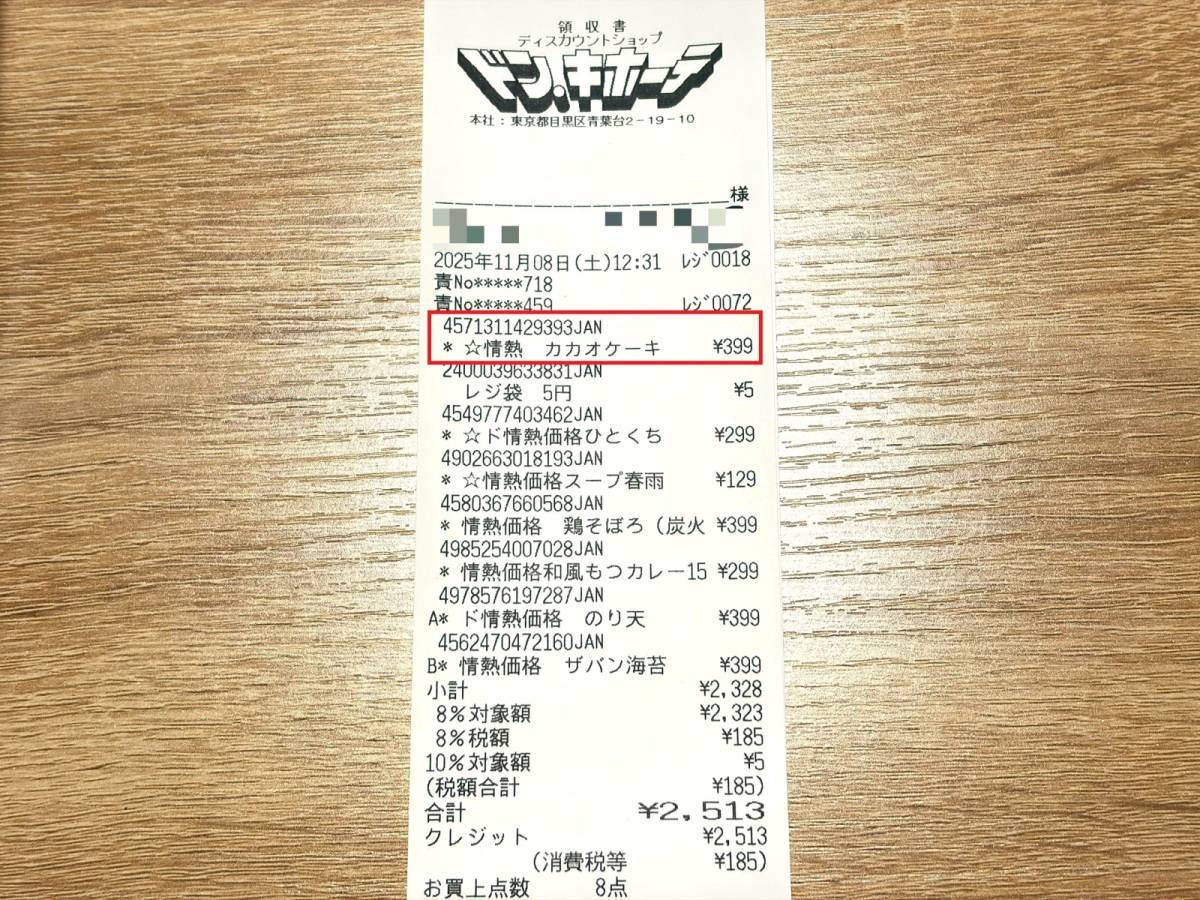 領収書
ディスカウントショップ
ドン.キホーテ
本社：東京都目黒区青葉台2-19-10
様
2025年11月08日(土)12:31 ﾚｼﾞ0018
責No*****718
責No*****459 ﾚｼﾞ0072
4571311429393JAN
* ☆情熱 カカオケーキ ¥399
2400039633831JAN
レジ袋 5円 ¥5
4549777403462JAN
* ☆ド情熱価格ひとくち ¥299
4902663018193JAN
* ☆情熱価格スープ春雨 ¥129
4580367660568JAN
* 情熱価格 鶏そぼろ（炭火 ¥399
4985254007028JAN
* 情熱価格和風もつカレー15 ¥299
4978576197287JAN
A* ド情熱価格 のり天 ¥399
4562470472160JAN
B* 情熱価格 ザバン海苔 ¥399
小計 ¥2,328
8%対象額 ¥2,323
8%税額 ¥185
10%対象額 ¥5
(税額合計 ¥185)
合計 ¥2,513
クレジット ¥2,513
(消費税等 ¥185)
お買上点数 8点